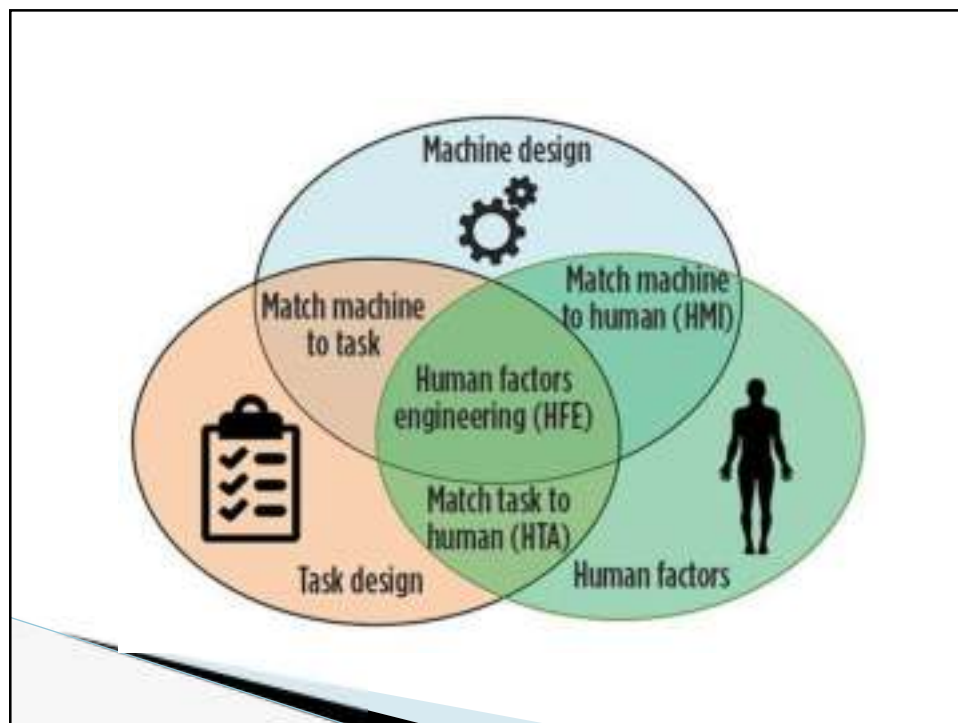 Machine design
Match machine
to task
Match machine
to human (HMI)
Human factors
engineering (HFE)
Match task to
human (HTA)
Task design
Human factors